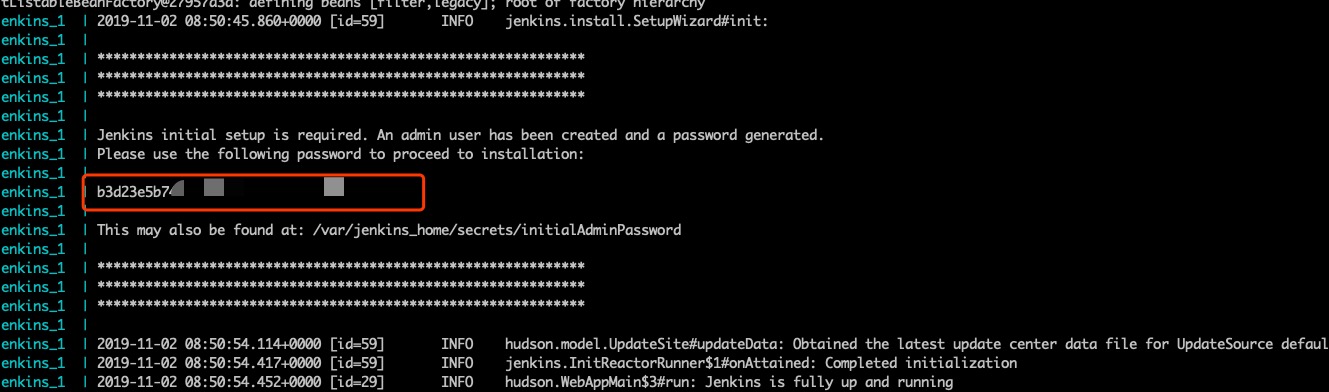 tListableBeanFactory@27957a3d: defining beans [filter,legacy]; root of factory hierarchy
enkins_1 | 2019-11-02 08:50:45.860+0000 [id=59] INFO jenkins.install.SetupWizard#init:
enkins_1 |
enkins_1 | *************************************************************
enkins_1 | *************************************************************
enkins_1 | *************************************************************
enkins_1 |
enkins_1 | Jenkins initial setup is required. An admin user has been created and a password generated.
enkins_1 | Please use the following password to proceed to installation:
enkins_1 |
enkins_1 | b3d23e5b74
enkins_1 |
enkins_1 | This may also be found at: /var/jenkins_home/secrets/initialAdminPassword
enkins_1 |
enkins_1 | *************************************************************
enkins_1 | *************************************************************
enkins_1 | *************************************************************
enkins_1 |
enkins_1 | 2019-11-02 08:50:54.114+0000 [id=59] INFO hudson.model.UpdateSite#updateData: Obtained the latest update center data file for UpdateSource defaul
enkins_1 | 2019-11-02 08:50:54.417+0000 [id=59] INFO jenkins.InitReactorRunner$1#onAttained: Completed initialization
enkins_1 | 2019-11-02 08:50:54.452+0000 [id=29] INFO hudson.WebAppMain$3#run: Jenkins is fully up and running